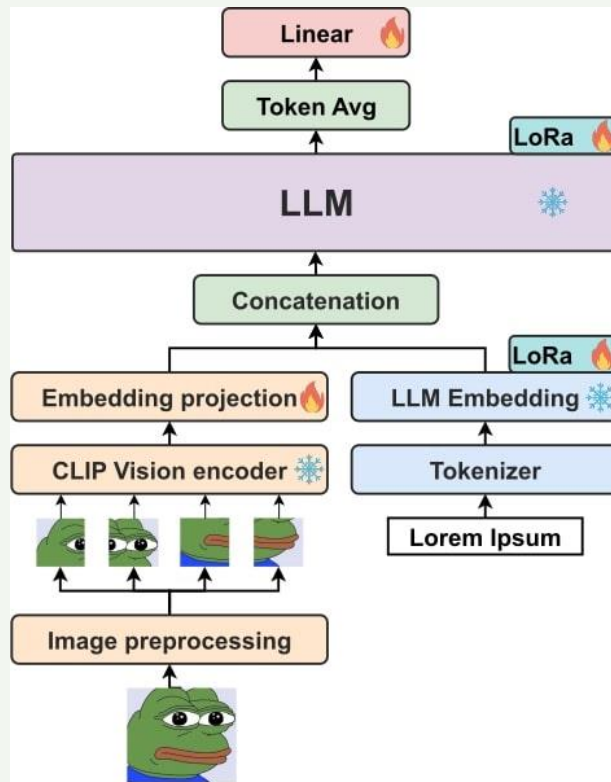 Linear
Token Avg
LoRa
LLM
Concatenation
LoRa
Embedding projection
LLM Embedding
CLIP Vision encoder
Tokenizer
Lorem Ipsum
Image preprocessing